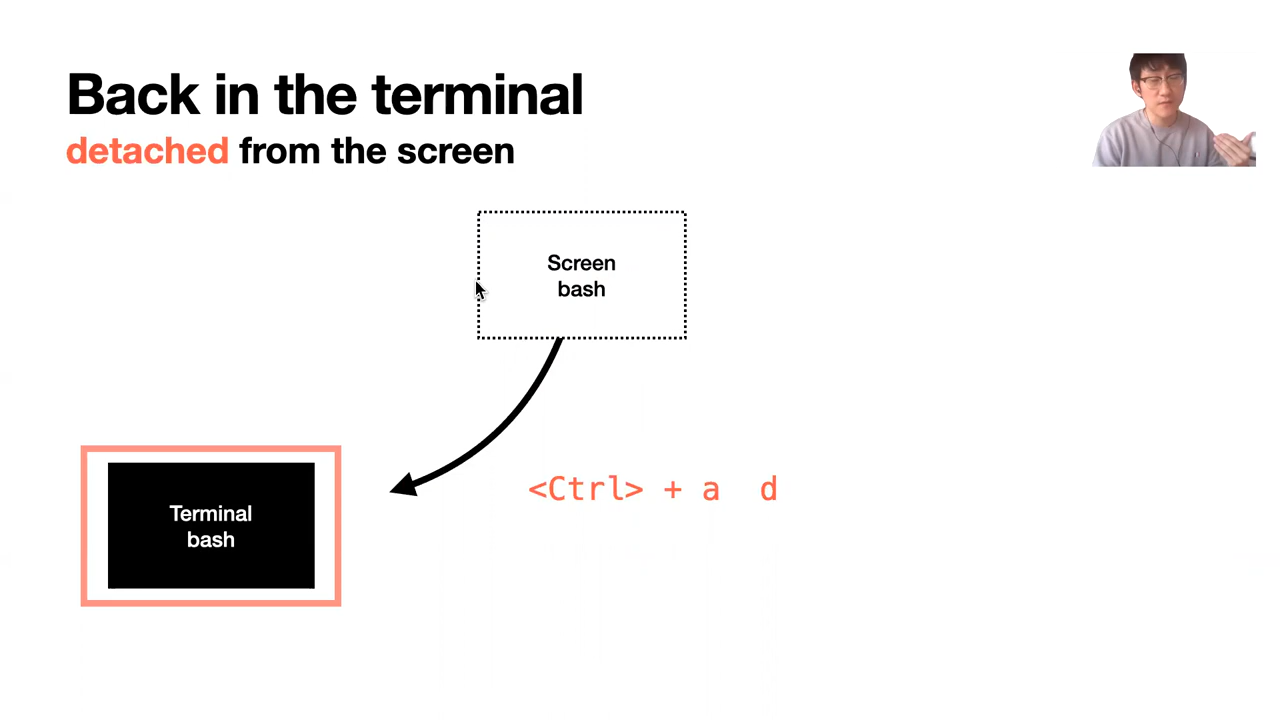 Back in the terminal
detached from the screen
Screen
bash
<Ctrl> + a  d
Terminal
bash